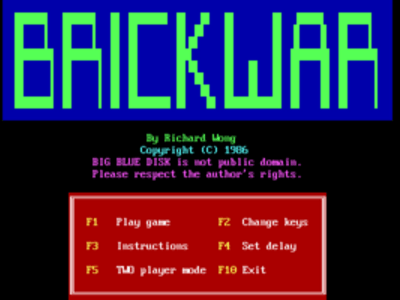 BRICKWAR
By Richard Wong
Copyright (C) 1986
BIG BLUE DISK is not public domain.
Please respect the author's rights.
F1 Play game F2 Change keys
F3 Instructions F4 Set delay
F5 TWO player mode F10 Exit